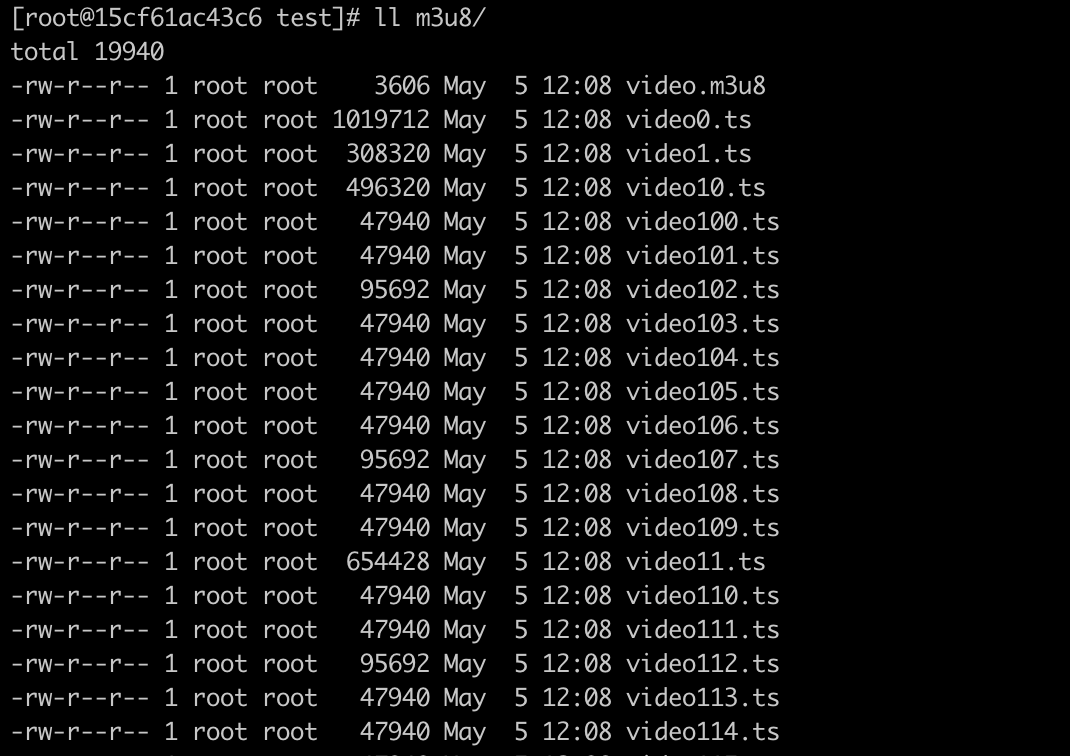 [root@15cf61ac43c6 test]# ll m3u8/
total 19940
-rw-r--r-- 1 root root    3606 May  5 12:08 video.m3u8
-rw-r--r-- 1 root root 1019712 May  5 12:08 video0.ts
-rw-r--r-- 1 root root  308320 May  5 12:08 video1.ts
-rw-r--r-- 1 root root  496320 May  5 12:08 video10.ts
-rw-r--r-- 1 root root   47940 May  5 12:08 video100.ts
-rw-r--r-- 1 root root   47940 May  5 12:08 video101.ts
-rw-r--r-- 1 root root   95692 May  5 12:08 video102.ts
-rw-r--r-- 1 root root   47940 May  5 12:08 video103.ts
-rw-r--r-- 1 root root   47940 May  5 12:08 video104.ts
-rw-r--r-- 1 root root   47940 May  5 12:08 video105.ts
-rw-r--r-- 1 root root   47940 May  5 12:08 video106.ts
-rw-r--r-- 1 root root   95692 May  5 12:08 video107.ts
-rw-r--r-- 1 root root   47940 May  5 12:08 video108.ts
-rw-r--r-- 1 root root   47940 May  5 12:08 video109.ts
-rw-r--r-- 1 root root  654428 May  5 12:08 video11.ts
-rw-r--r-- 1 root root   47940 May  5 12:08 video110.ts
-rw-r--r-- 1 root root   47940 May  5 12:08 video111.ts
-rw-r--r-- 1 root root   95692 May  5 12:08 video112.ts
-rw-r--r-- 1 root root   47940 May  5 12:08 video113.ts
-rw-r--r-- 1 root root   47940 May  5 12:08 video114.ts